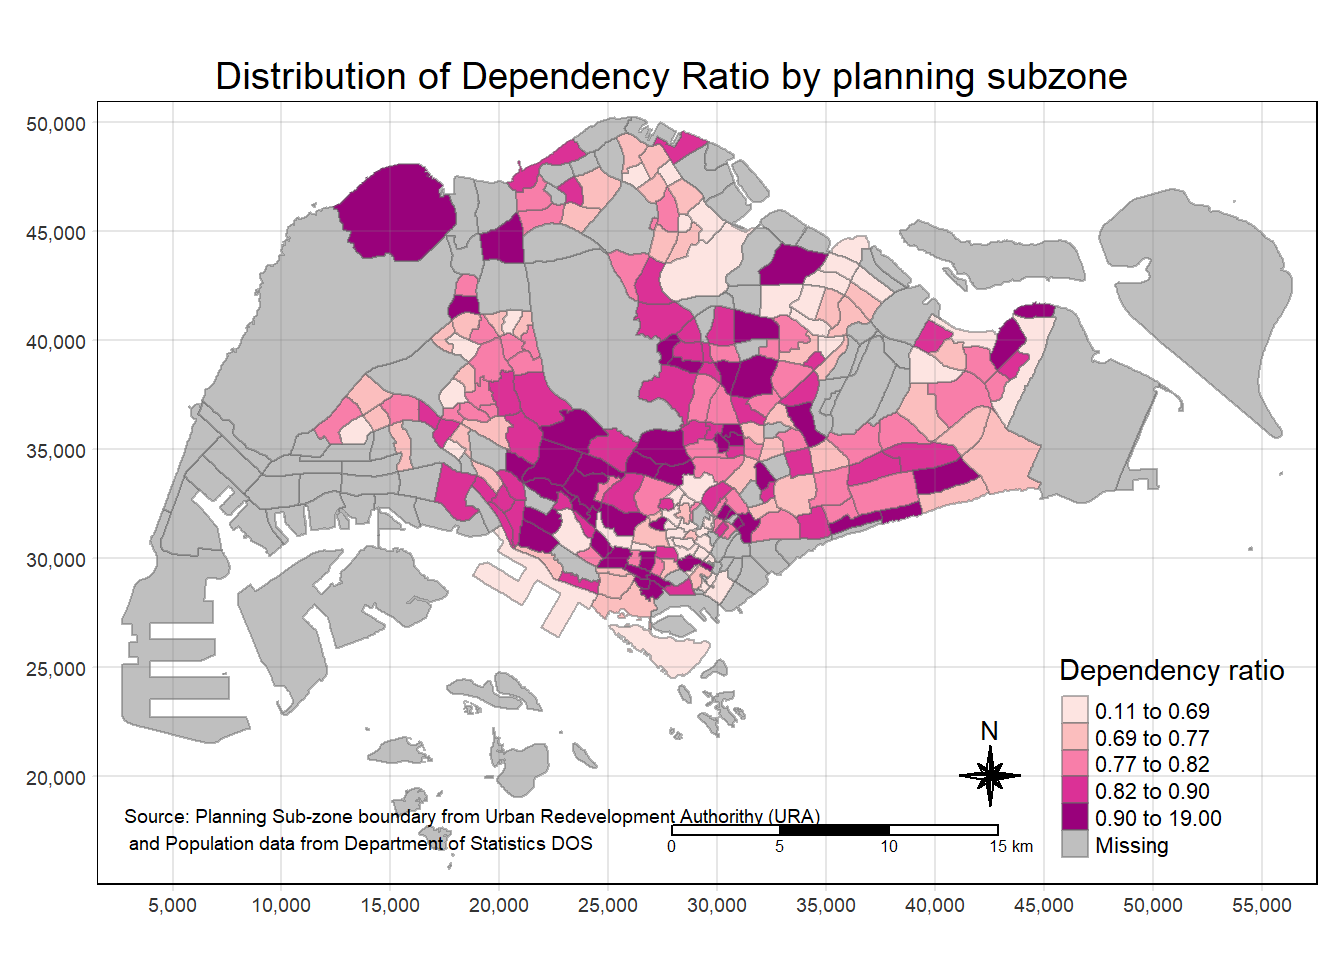 Distribution of Dependency Ratio by planning subzone
50,000
45,000
40,000
35,000
30,000
25,000
20,000
Dependency ratio
0.11 to 0.69
0.69 to 0.77
0.77 to 0.82
0.82 to 0.90
0.90 to 19.00
Missing
N
Source: Planning Sub-zone boundary from Urban Redevelopment Authorithy (URA)
and Population data from Department of Statistics DOS
0 5 10 15 km
5,000 10,000 15,000 20,000 25,000 30,000 35,000 40,000 45,000 50,000 55,000